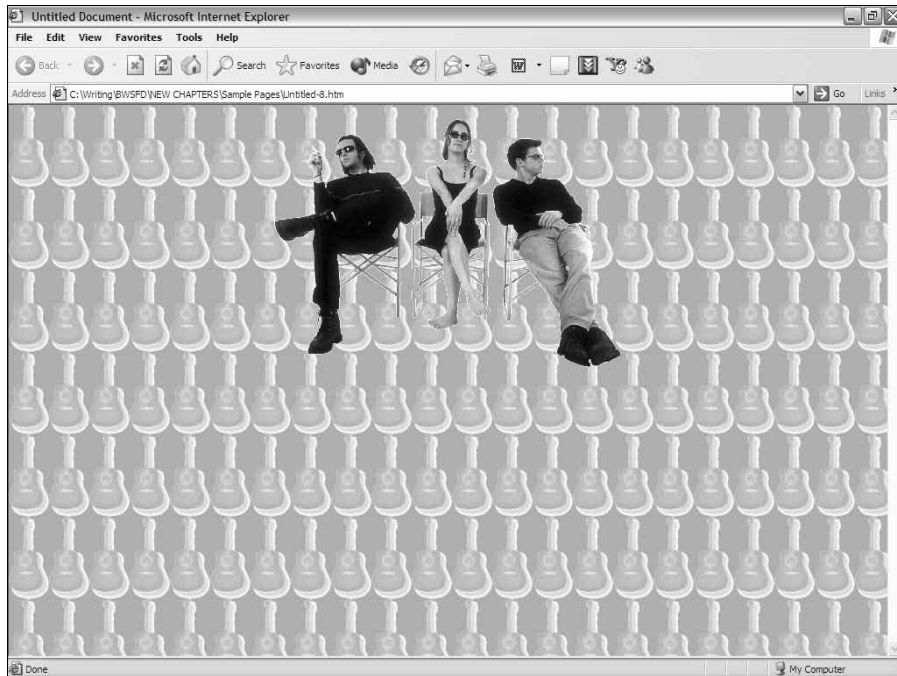 Untitled Document - Microsoft Internet Explorer
File Edit View Favorites Tools Help
Back Search Favorites Media W
Address C:\Writing\BWSFD\NEW CHAPTERS\Sample Pages\Untitled-8.htm Go Links »
Done My Computer